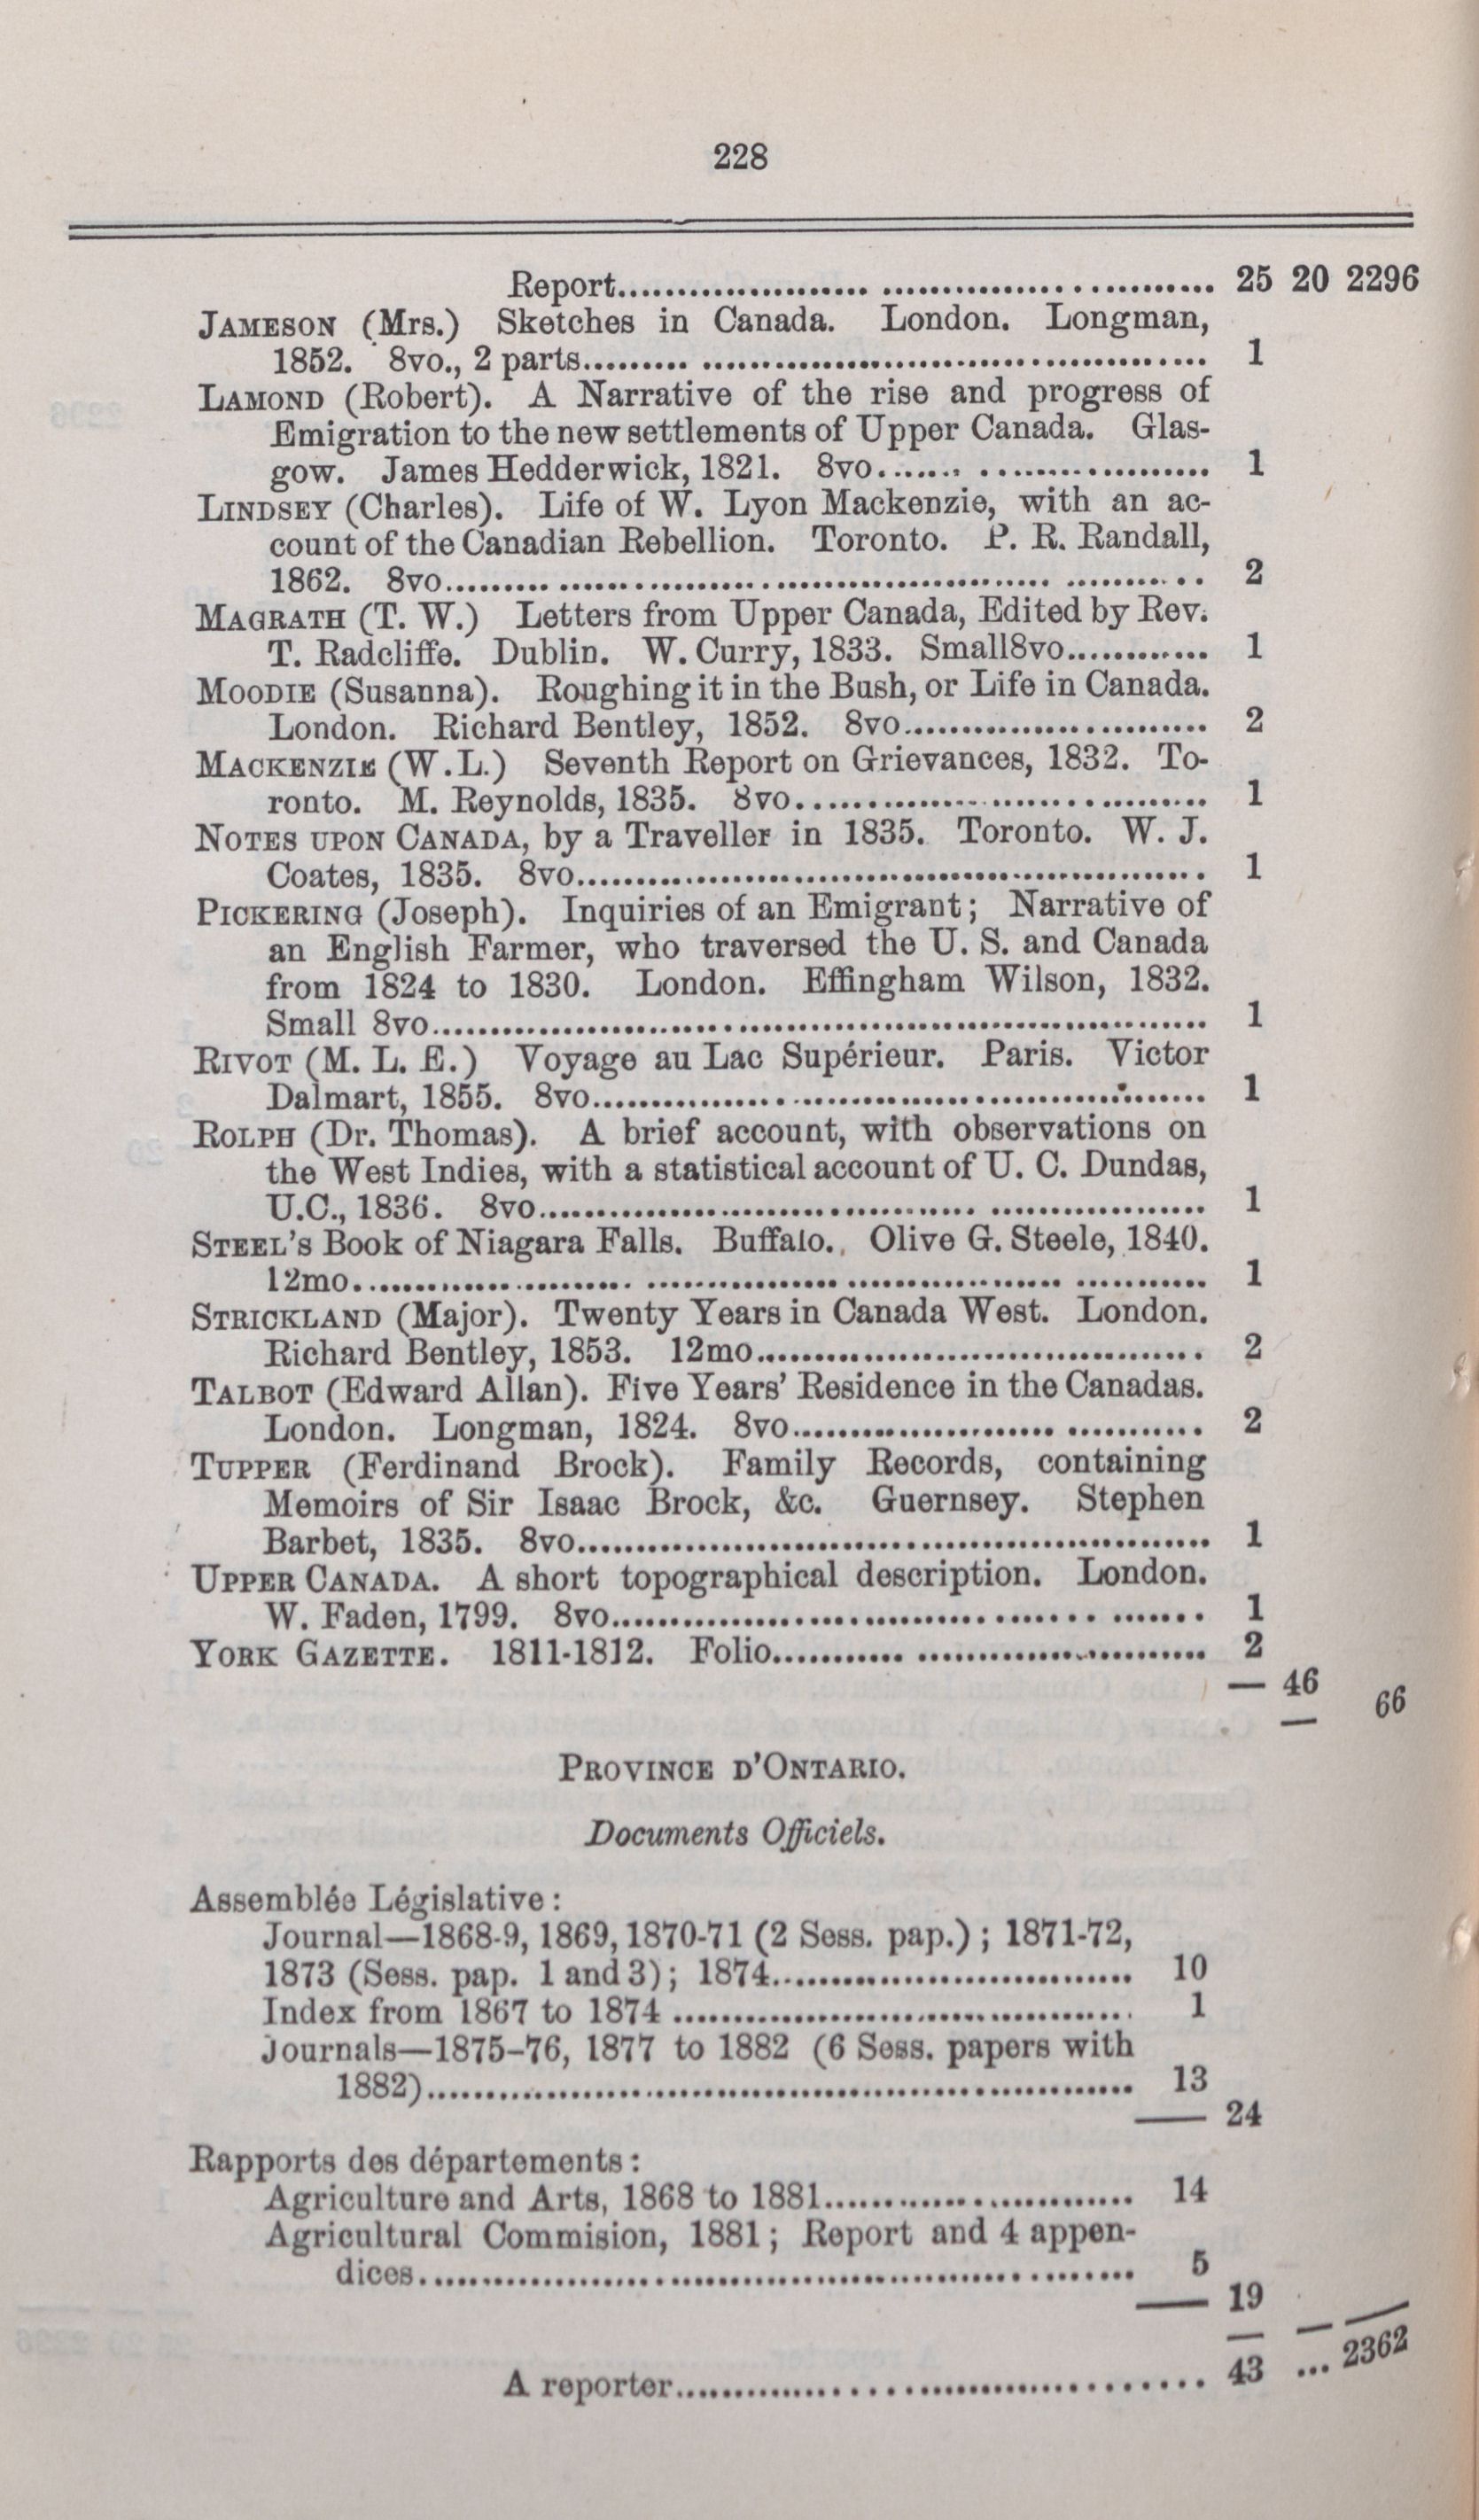 228
Report........................................................ 25 20 2296
JAMESON (Mrs.) Sketches in Canada. London. Longman,
1852. 8vo., 2 parts........................................................ 1
LAMOND (Robert). A Narrative of the rise and progress of
Emigration to the new settlements of Upper Canada. Glas-
gow. James Hedderwick, 1821. 8vo............................ 1
LINDSEY (Charles). Life of W. Lyon Mackenzie, with an ac-
count of the Canadian Rebellion. Toronto. P. R. Randall,
1862. 8vo........................................................ 2
MAGRATH (T. W.) Letters from Upper Canada, Edited by Rev.
T. Radcliffe. Dublin. W. Curry, 1833. Small8vo............ 1
MOODIE (Susanna). Roughing it in the Bush, or Life in Canada.
London. Richard Bentley, 1852. 8vo........................ 2
MACKENZIE (W.L.) Seventh Report on Grievances, 1832. To-
ronto. M. Reynolds, 1835. 8vo................................ 1
NOTES UPON CANADA, by a Traveller in 1835. Toronto. W. J.
Coates, 1835. 8vo........................................................ 1
PICKERING (Joseph). Inquiries of an Emigrant; Narrative of
an English Farmer, who traversed the U. S. and Canada
from 1824 to 1830. London. Effingham Wilson, 1832.
Small 8vo........................................................ 1
RIVOT (M. L. E.) Voyage au Lac Supérieur. Paris. Victor
Dalmart, 1855. 8vo........................................................ 1
ROLPH (Dr. Thomas). A brief account, with observations on
the West Indies, with a statistical account of U. C. Dundas,
U.C., 1836. 8vo........................................................ 1
STEEL'S Book of Niagara Falls. Buffalo. Olive G. Steele, 1840.
12mo........................................................ 1
STRICKLAND (Major). Twenty Years in Canada West. London.
Richard Bentley, 1853. 12mo.................................... 2
TALBOT (Edward Allan). Five Years' Residence in the Canadas.
London. Longman, 1824. 8vo.................................... 2
TUPPER (Ferdinand Brock). Family Records, containing
Memoirs of Sir Isaac Brock, &c. Guernsey. Stephen
Barbet, 1835. 8vo........................................................ 1
UPPER CANADA. A short topographical description. London.
W. Faden, 1799. 8vo................................................ 1
YORK GAZETTE. 1811-1812. Folio.................................... 2
— 46 66
—
PROVINCE D'ONTARIO.
Documents Officiels.
Assemblée Législative :
Journal—1868-9, 1869, 1870-71 (2 Sess. pap.) ; 1871-72,
1873 (Sess. pap. 1 and 3) ; 1874................................ 10
Index from 1867 to 1874 ........................................ 1
Journals—1875-76, 1877 to 1882 (6 Sess. papers with
1882)........................................................ 13
— 24
Rapports des départements :
Agriculture and Arts, 1868 to 1881............................ 14
Agricultural Commision, 1881 ; Report and 4 appen-
dices........................................................ 5
— 19
A reporter................................................ 43 ... 2362